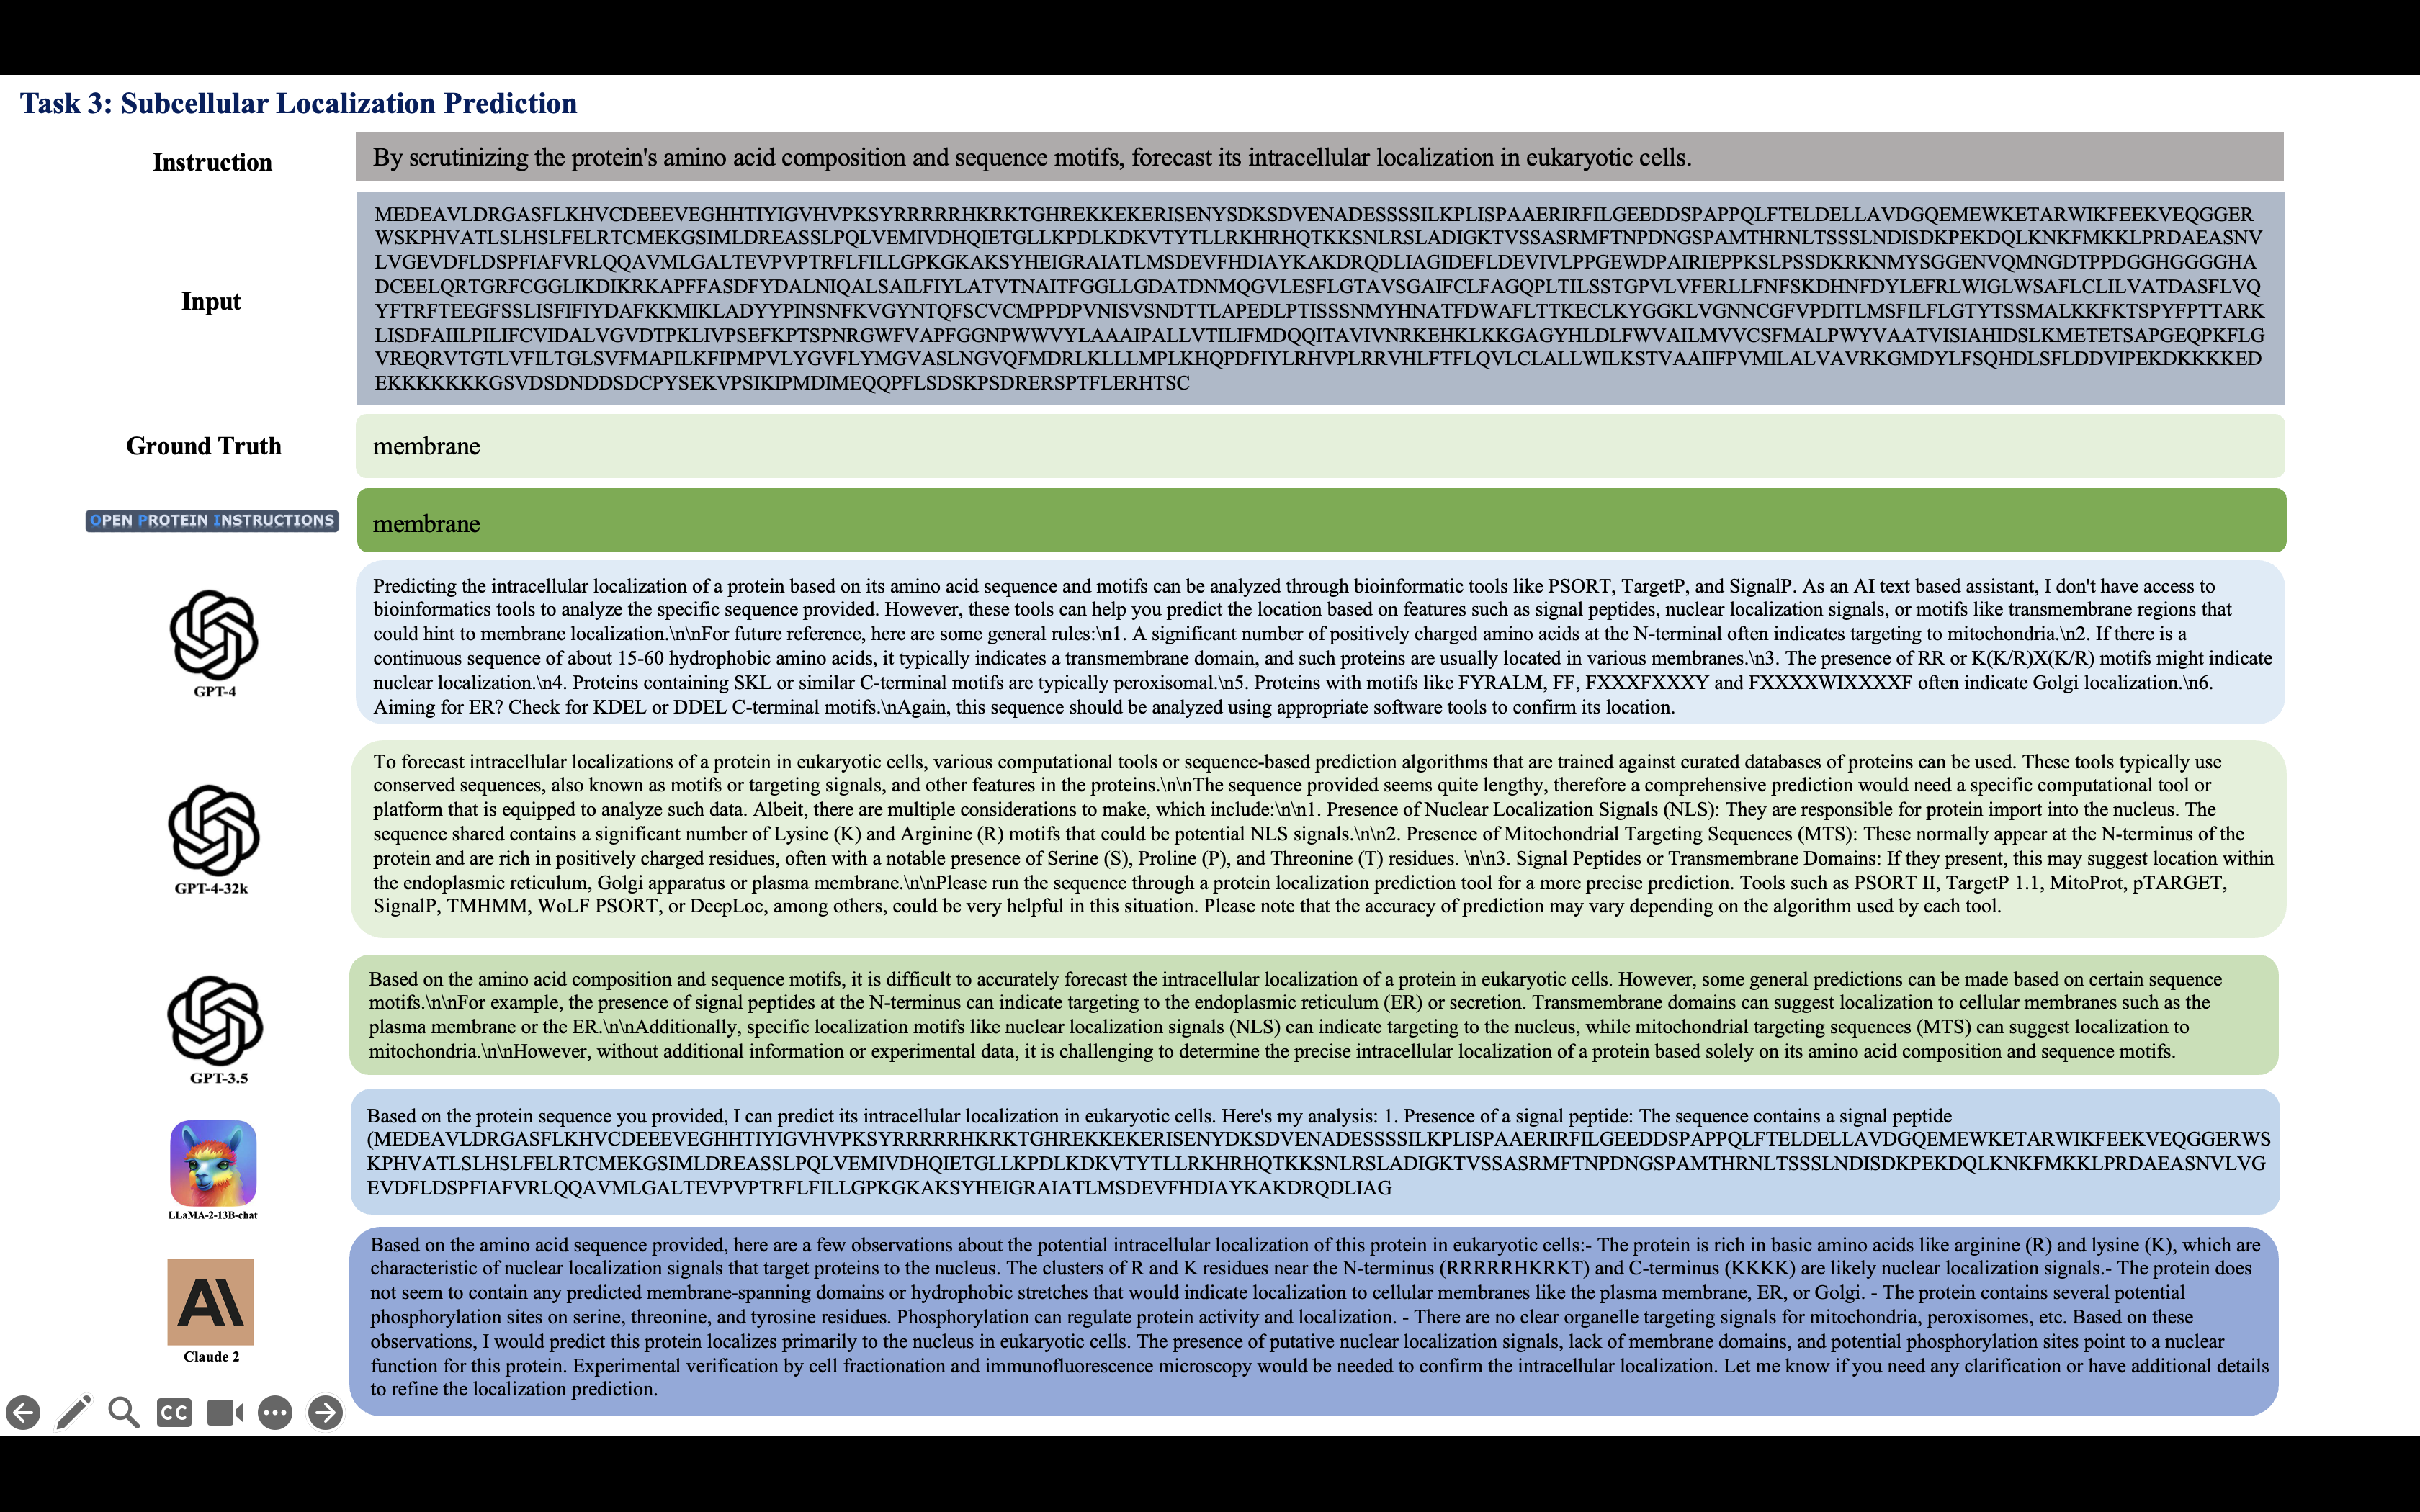 Task 3: Subcellular Localization Prediction
Instruction
By scrutinizing the protein's amino acid composition and sequence motifs, forecast its intracellular localization in eukaryotic cells.
Input
MEDEAVLDRGASFLKHVCDEEEVEGHHTIYIGVHVPKSYRRRRRHKRKTGHREKKEKERISENYSDKSDVENADESSSSILKPLISPAAERIRFILGEEDDSPAPPQLFTELDELLAVDGQEMEWKETARWIKFEEKVEQGGER
WSKPHVATLSLHSLFELRTCMEKGSIMLDREASSLPQLVEMIVDHQIETGLLKPDLKDKVTYTLLRKHRHQTKKSNLRSLADIGKTVSSASRMFTNPDNGSPAMTHRNLTSSSLNDISDKPEKDQLKNKFMKKLPRDAEASNV
LVGEVDFLDSPFIAFVRLQQAVMLGALTEVPVPTRFLFILLGPKGKAKSYHEIGRAIATLMSDEVFHDIAYKAKDRQDLIAGIDEFLDEVIVLPPGEWDPAIRIEPPKSLPSSDKRKNMYSGGENVQMNGDTPPDGGHGGGGHA
DCEELQRTGRFCGGLIKDIKRKAPFFASDFYDALNIQALSAILFIYLATVTNAITFGGLLGDATDNMQGVLESFLGTAVSGAIFCLFAGQPLTILSSTGPVLVFERLLFNFSKDHNFDYLEFRLWIGLWSAFLCLILVATDASFLVQ
YFTRFTEEGFSSLISFIFIYDAFKKMIKLADYYPINSNFKVGYNTQFSCVCMPPDPVNISVSNDTTLAPEDLPTISSSNMYHNATFDWAFLTTKECLKYGGKLVGNNCGFVPDITLMSFILFLGTYTSSMALKKFKTSPYFPTTARK
LISDFAIILPILIFCVIDALVGVDTPKLIVPSEFKPTSPNRGWFVAPFGGNPWWVYLAAAIPALLVTILIFMDQQITAVIVNRKEHKLKKGAGYHLDLFWVAILMVVCSFMALPWYVAATVISIAHIDSLKMETETSAPGEQPKFLG
VREQRVTGTLVFILTGLSVFMAPILKFIPMPVLYGVFLYMGVASLNGVQFMDRLKLLLMPLKHQPDFIYLRHVPLRRVHLFTFLQVLCLALLWILKSTVAAIIFPVMILALVAVRKGMDYLFSQHDLSFLDDVIPEKDKKKKED
EKKKKKKKGSVDSDNDDSDCPYSEKVPSIKIPMDIMEQQPFLSDSKPSDRERSPTFLERHTSC
Ground Truth
membrane
OPEN PROTEIN INSTRUCTIONS
membrane
Predicting the intracellular localization of a protein based on its amino acid sequence and motifs can be analyzed through bioinformatic tools like PSORT, TargetP, and SignalP. As an AI text based assistant, I don't have access to
bioinformatics tools to analyze the specific sequence provided. However, these tools can help you predict the location based on features such as signal peptides, nuclear localization signals, or motifs like transmembrane regions that
could hint to membrane localization.\n\nFor future reference, here are some general rules:\n1. A significant number of positively charged amino acids at the N-terminal often indicates targeting to mitochondria.\n2. If there is a
continuous sequence of about 15-60 hydrophobic amino acids, it typically indicates a transmembrane domain, and such proteins are usually located in various membranes.\n3. The presence of RR or K(K/R)X(K/R) motifs might indicate
nuclear localization.\n4. Proteins containing SKL or similar C-terminal motifs are typically peroxisomal.\n5. Proteins with motifs like FYRALM, FF, FXXXFXXXY and FXXXXWIXXXXF often indicate Golgi localization.\n6.
Aiming for ER? Check for KDEL or DDEL C-terminal motifs.\nAgain, this sequence should be analyzed using appropriate software tools to confirm its location.
GPT-4
To forecast intracellular localizations of a protein in eukaryotic cells, various computational tools or sequence-based prediction algorithms that are trained against curated databases of proteins can be used. These tools typically use
conserved sequences, also known as motifs or targeting signals, and other features in the proteins.\n\nThe sequence provided seems quite lengthy, therefore a comprehensive prediction would need a specific computational tool or
platform that is equipped to analyze such data. Albeit, there are multiple considerations to make, which include:\n\n1. Presence of Nuclear Localization Signals (NLS): They are responsible for protein import into the nucleus. The
sequence shared contains a significant number of Lysine (K) and Arginine (R) motifs that could be potential NLS signals.\n\n2. Presence of Mitochondrial Targeting Sequences (MTS): These normally appear at the N-terminus of the
protein and are rich in positively charged residues, often with a notable presence of Serine (S), Proline (P), and Threonine (T) residues. \n\n3. Signal Peptides or Transmembrane Domains: If they present, this may suggest location within
the endoplasmic reticulum, Golgi apparatus or plasma membrane.\n\nPlease run the sequence through a protein localization prediction tool for a more precise prediction. Tools such as PSORT II, TargetP 1.1, MitoProt, pTARGET,
SignalP, TMHMM, WoLF PSORT, or DeepLoc, among others, could be very helpful in this situation. Please note that the accuracy of prediction may vary depending on the algorithm used by each tool.
GPT-4-32k
Based on the amino acid composition and sequence motifs, it is difficult to accurately forecast the intracellular localization of a protein in eukaryotic cells. However, some general predictions can be made based on certain sequence
motifs.\n\nFor example, the presence of signal peptides at the N-terminus can indicate targeting to the endoplasmic reticulum (ER) or secretion. Transmembrane domains can suggest localization to cellular membranes such as the
plasma membrane or the ER.\n\nAdditionally, specific localization motifs like nuclear localization signals (NLS) can indicate targeting to the nucleus, while mitochondrial targeting sequences (MTS) can suggest localization to
mitochondria.\n\nHowever, without additional information or experimental data, it is challenging to determine the precise intracellular localization of a protein based solely on its amino acid composition and sequence motifs.
GPT-3.5
Based on the protein sequence you provided, I can predict its intracellular localization in eukaryotic cells. Here's my analysis: 1. Presence of a signal peptide: The sequence contains a signal peptide
(MEDEAVLDRGASFLKHVCDEEEVEGHHTIYIGVHVPKSYRRRRRHKRKTGHREKKEKERISENYDKSDVENADESSSSILKPLISPAAERIRFILGEEDDSPAPPQLFTELDELLAVDGQEMEWKETARWIKFEEKVEQGGERWS
KPHVATLSLHSLFELRTCMEKGSIMLDREASSLPQLVEMIVDHQIETGLLKPDLKDKVTYTLLRKHRHQTKKSNLRSLADIGKTVSSASRMFTNPDNGSPAMTHRNLTSSSLNDISDKPEKDQLKNKFMKKLPRDAEASNVLVG
EVDFLDSPFIAFVRLQQAVMLGALTEVPVPTRFLFILLGPKGKAKSYHEIGRAIATLMSDEVFHDIAYKAKDRQDLIAG
LLaMA-2-13B-chat
Based on the amino acid sequence provided, here are a few observations about the potential intracellular localization of this protein in eukaryotic cells:- The protein is rich in basic amino acids like arginine (R) and lysine (K), which are
characteristic of nuclear localization signals that target proteins to the nucleus. The clusters of R and K residues near the N-terminus (RRRRRHKRKT) and C-terminus (KKKK) are likely nuclear localization signals.- The protein does
not seem to contain any predicted membrane-spanning domains or hydrophobic stretches that would indicate localization to cellular membranes like the plasma membrane, ER, or Golgi. - The protein contains several potential
phosphorylation sites on serine, threonine, and tyrosine residues. Phosphorylation can regulate protein activity and localization. - There are no clear organelle targeting signals for mitochondria, peroxisomes, etc. Based on these
observations, I would predict this protein localizes primarily to the nucleus in eukaryotic cells. The presence of putative nuclear localization signals, lack of membrane domains, and potential phosphorylation sites point to a nuclear
function for this protein. Experimental verification by cell fractionation and immunofluorescence microscopy would be needed to confirm the intracellular localization. Let me know if you need any clarification or have additional details
to refine the localization prediction.
A\
Claude 2
CC